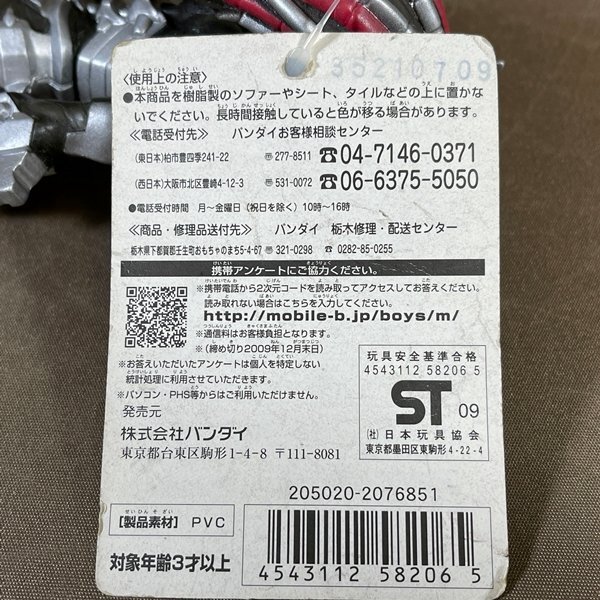 35210709
〈使用上の注意〉
●本商品を樹脂製のソファーやシート、タイルなどの上に置かな
いでください。長時間接触していると色が移る場合があります。
≪電話受付先≫ バンダイお客様相談センター
(東日本)柏市豊四季241-22 〠277-8511 ☎04-7146-0371
(西日本)大阪市北区豊崎4-12-3 〠531-0072 ☎06-6375-5050
●電話受付時間 月〜金曜日(祝日を除く)10時〜16時
≪商品・修理品送付先≫ バンダイ 栃木修理・配送センター
栃木県下都賀郡壬生町おもちゃのまち5-4-67 〠321-0298 ☎0282-85-0255
携帯アンケートにご協力ください。
※携帯電話から2次元コードを読み取ってアクセスしてお答えください。
読み取れない場合はこちらを入力してください。
http://mobile-b.jp/boys/m/
※通信料はお客様負担となります。
※(締め切り2009年12月末日)
※お答えいただいたアンケートは個人を特定しない
統計処理に利用させていただきます。
※パソコン・PHS等からはご利用いただけません。
発売元
株式会社バンダイ
東京都台東区駒形1-4-8 〒111-8081
玩具安全基準合格
4543112 58206 5
ST 09
(社)日本玩具協会
東京都墨田区東駒形4-22-4
205020-2076851
【製品素材】PVC
対象年齢3才以上
4543112 582065